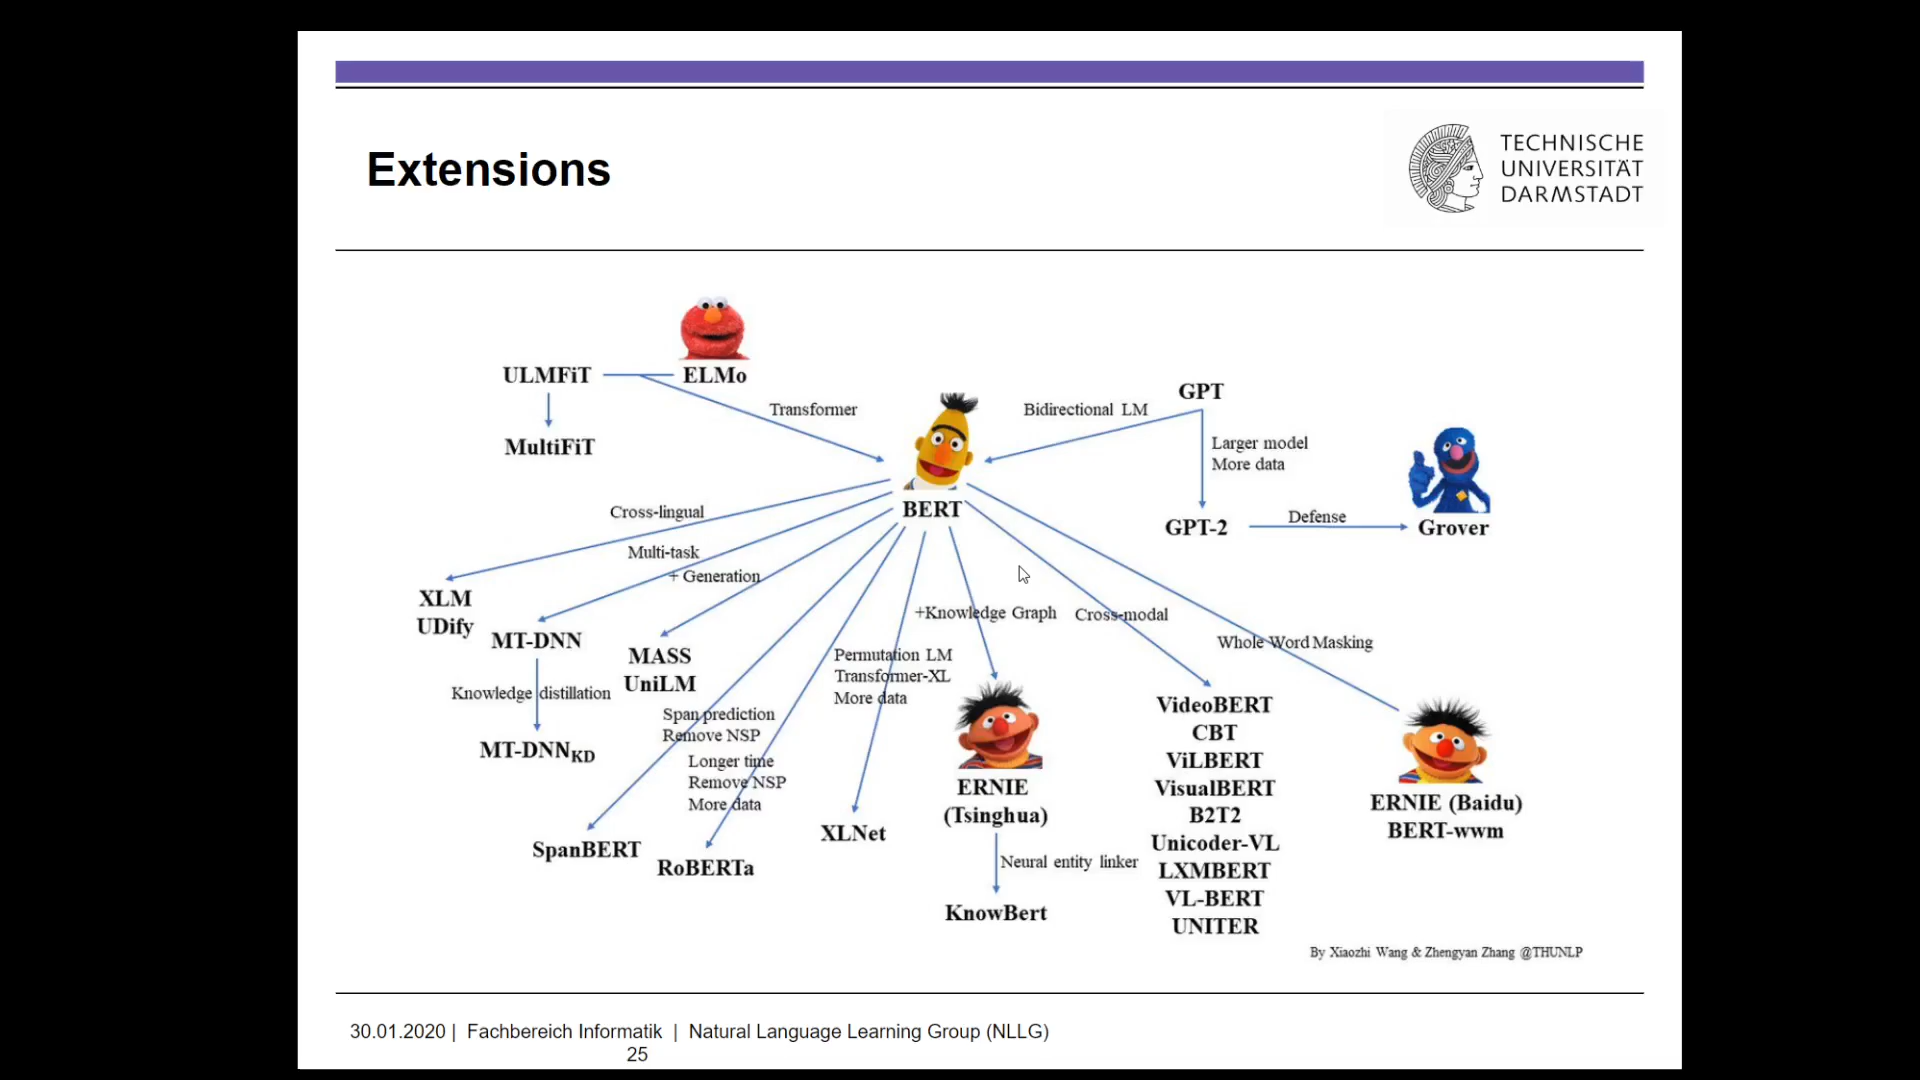 TECHNISCHE
UNIVERSITÄT
DARMSTADT
Extensions
ULMFiT
ELMo
Transformer
MultiFiT
Bidirectional LM
GPT
Larger model
More data
BERT
GPT-2
Defense
Grover
Cross-lingual
Multi-task
+ Generation
XLM
UDify
MT-DNN
MASS
UniLM
+Knowledge Graph
Cross-modal
Whole Word Masking
Permutation LM
Transformer-XL
More data
Knowledge distillation
MT-DNNKD
Span prediction
Remove NSP
Longer time
Remove NSP
More data
SpanBERT
RoBERTa
XLNet
ERNIE
(Tsinghua)
Neural entity linker
KnowBert
VideoBERT
CBT
ViLBERT
VisualBERT
B2T2
Unicoder-VL
LXMBERT
VL-BERT
UNITER
ERNIE (Baidu)
BERT-wwm
By Xiaozhi Wang & Zhengyan Zhang @THUNLP
30.01.2020 | Fachbereich Informatik | Natural Language Learning Group (NLLG)
25